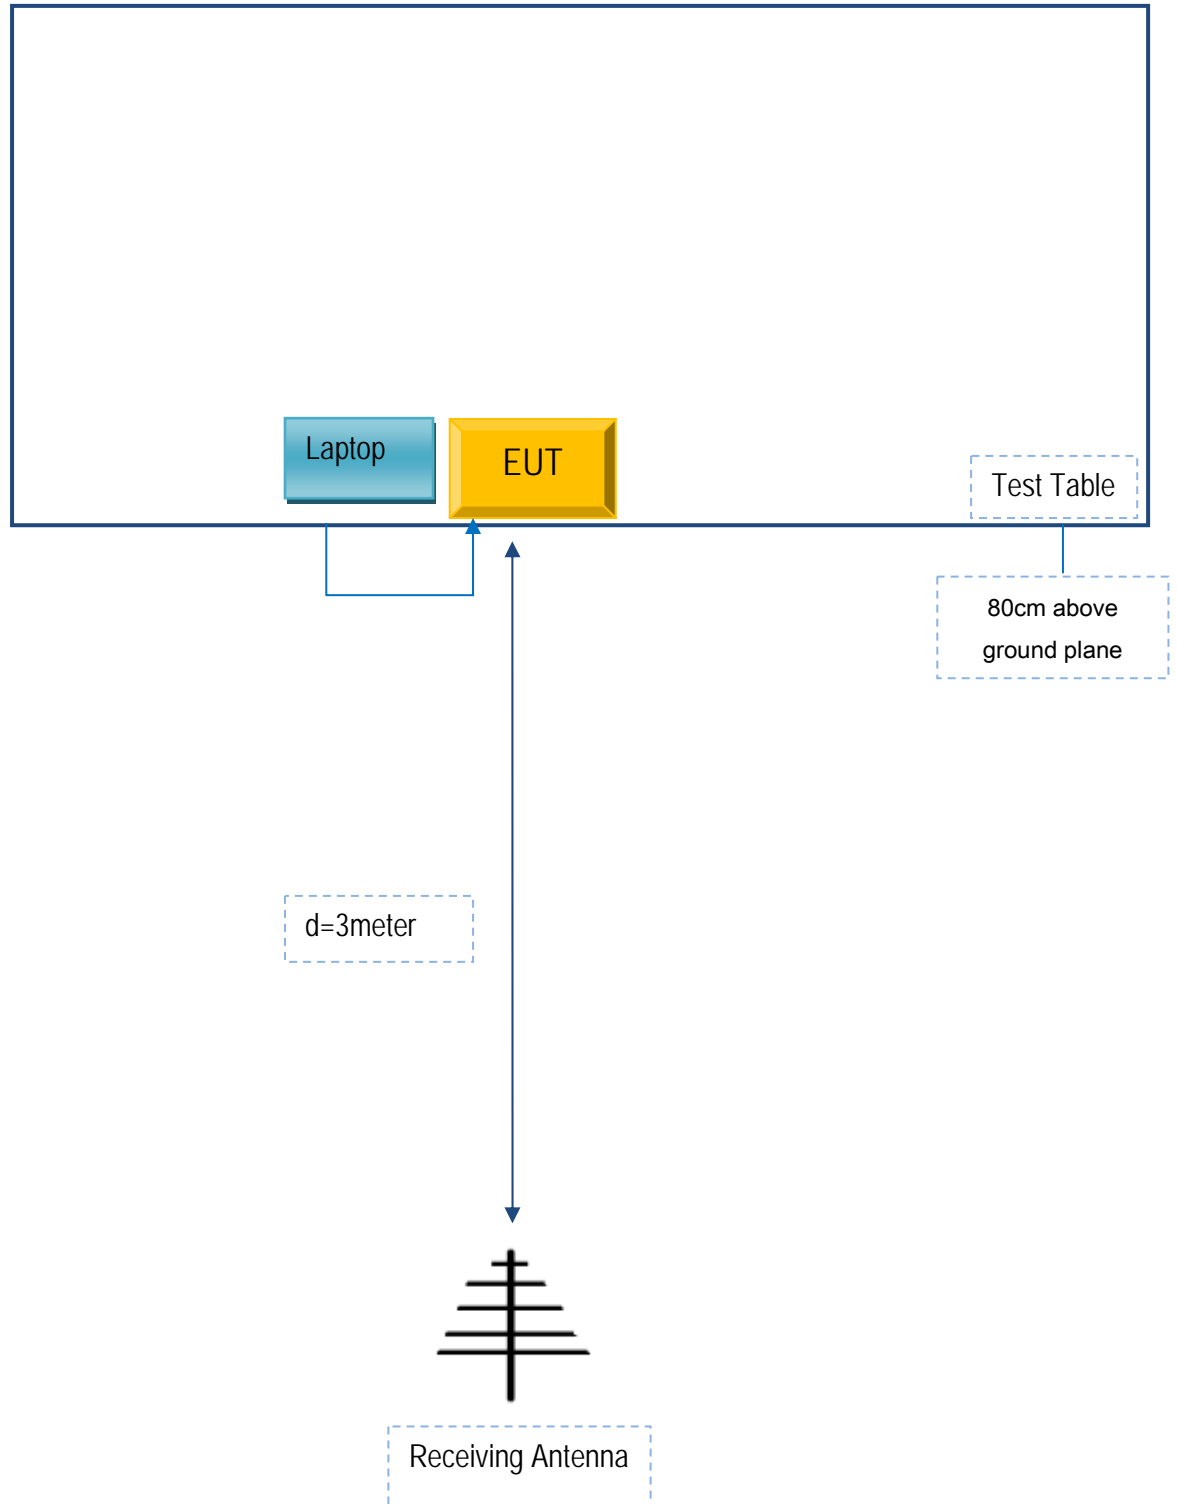 Laptop
EUT
Test Table
80cm above
ground plane
d=3meter
Receiving Antenna